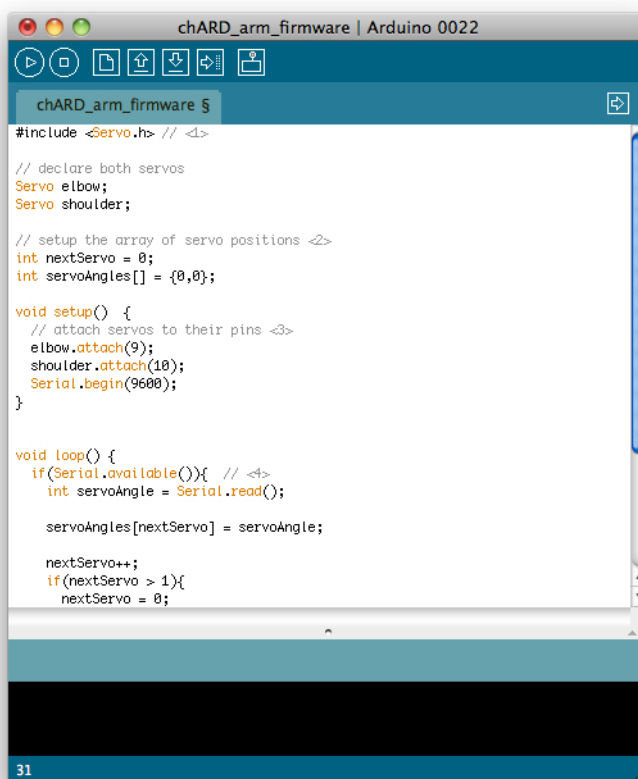 chARD_arm_firmware | Arduino 0022
chARD_arm_firmware §
#include <Servo.h> // <1>
// declare both servos
Servo elbow;
Servo shoulder;
// setup the array of servo positions <2>
int nextServo = 0;
int servoAngles[] = {0,0};
void setup()  {
  // attach servos to their pins <3>
  elbow.attach(9);
  shoulder.attach(10);
  Serial.begin(9600);
}
void loop() {
  if(Serial.available()){  // <4>
    int servoAngle = Serial.read();
    servoAngles[nextServo] = servoAngle;
    nextServo++;
    if(nextServo > 1){
      nextServo = 0;
31